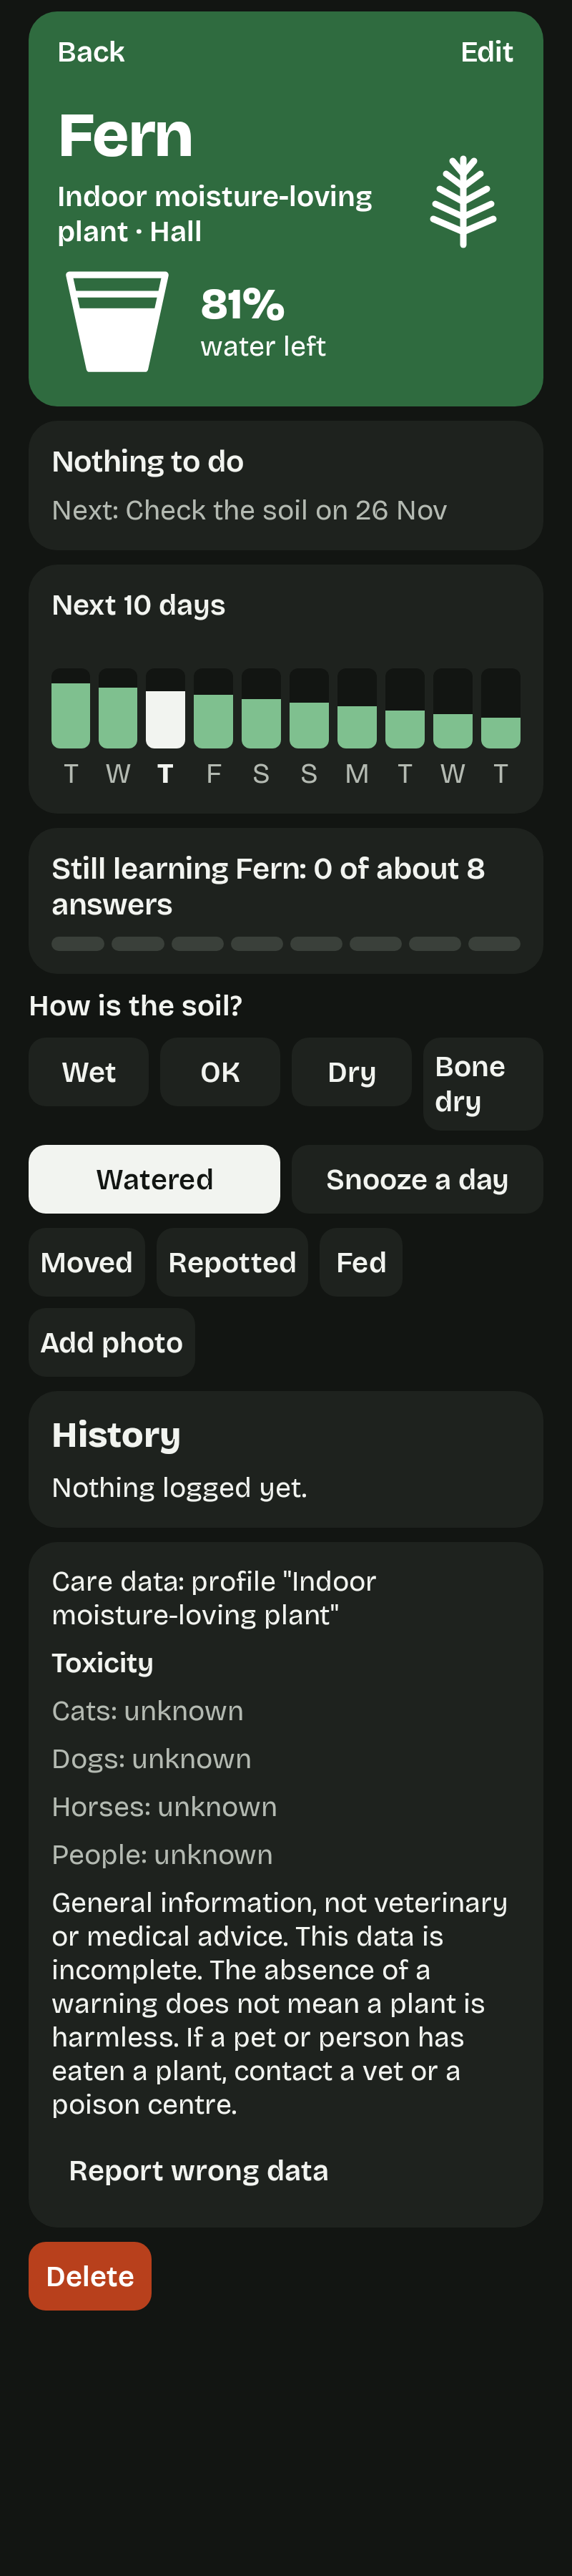 Back
Edit
Fern
Indoor moisture-loving
plant · Hall
81%
water left
Nothing to do
Next: Check the soil on 26 Nov
Next 10 days
T W T F S S M T W T
Still learning Fern: 0 of about 8
answers
How is the soil?
Wet
OK
Dry
Bone
dry
Watered
Snooze a day
Moved
Repotted
Fed
Add photo
History
Nothing logged yet.
Care data: profile "Indoor
moisture-loving plant"
Toxicity
Cats: unknown
Dogs: unknown
Horses: unknown
People: unknown
General information, not veterinary
or medical advice. This data is
incomplete. The absence of a
warning does not mean a plant is
harmless. If a pet or person has
eaten a plant, contact a vet or a
poison centre.
Report wrong data
Delete